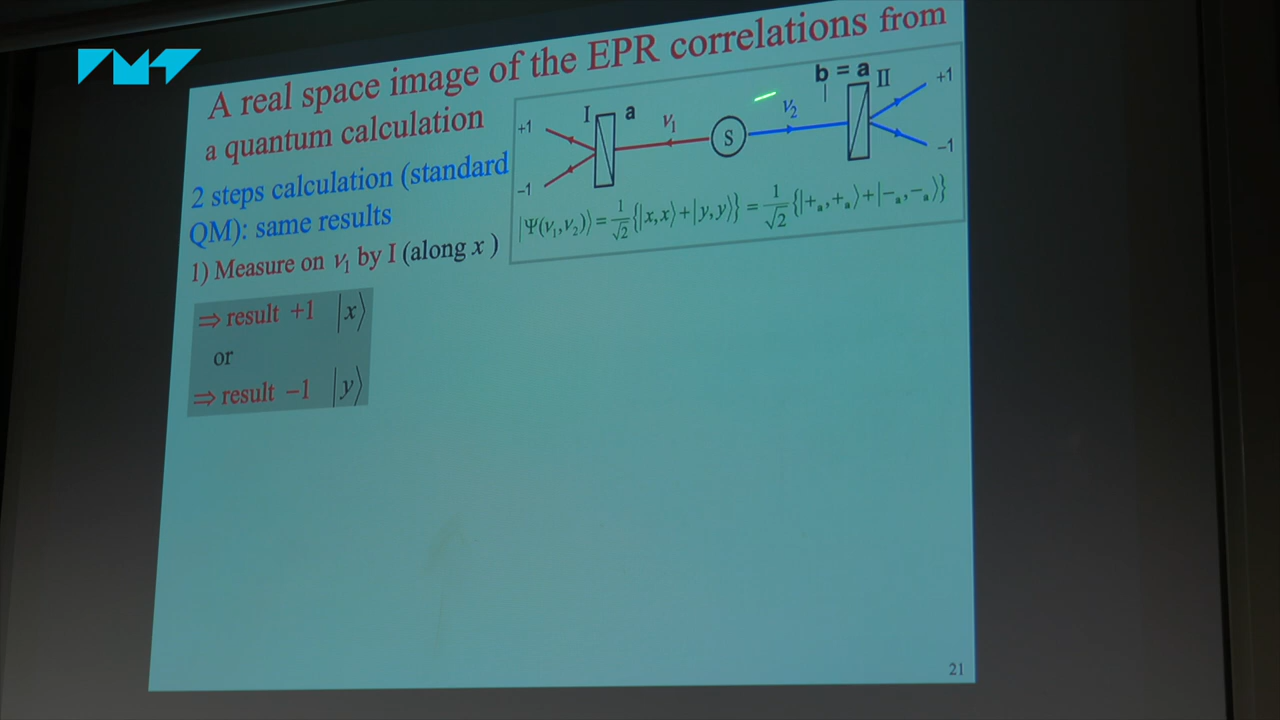 A real space image of the EPR correlations from
a quantum calculation
2 steps calculation (standard
QM): same results
1) Measure on ν₁ by I (along x )
⇒ result +1 |x⟩
or
⇒ result −1 |y⟩
+1 I a ν₁ S ν₂ b = a II +1
−1 −1
|Ψ(ν₁,ν₂)⟩ = 1/√2 {|x,x⟩+|y,y⟩} = 1/√2 {|+ₐ,+ₐ⟩+|−ₐ,−ₐ⟩}
21